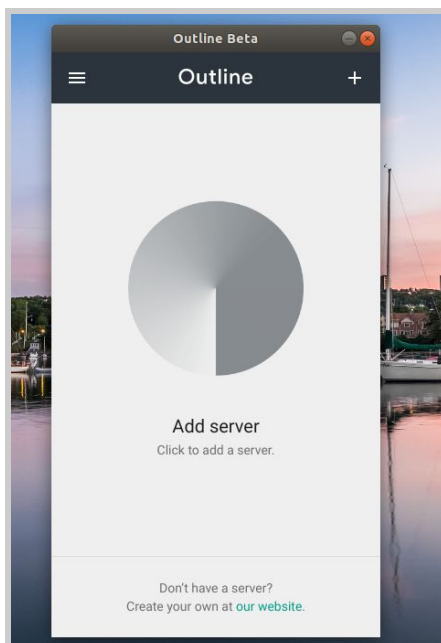 Outline Beta
Outline
Add server
Click to add a server.
Don't have a server?
Create your own at our website.